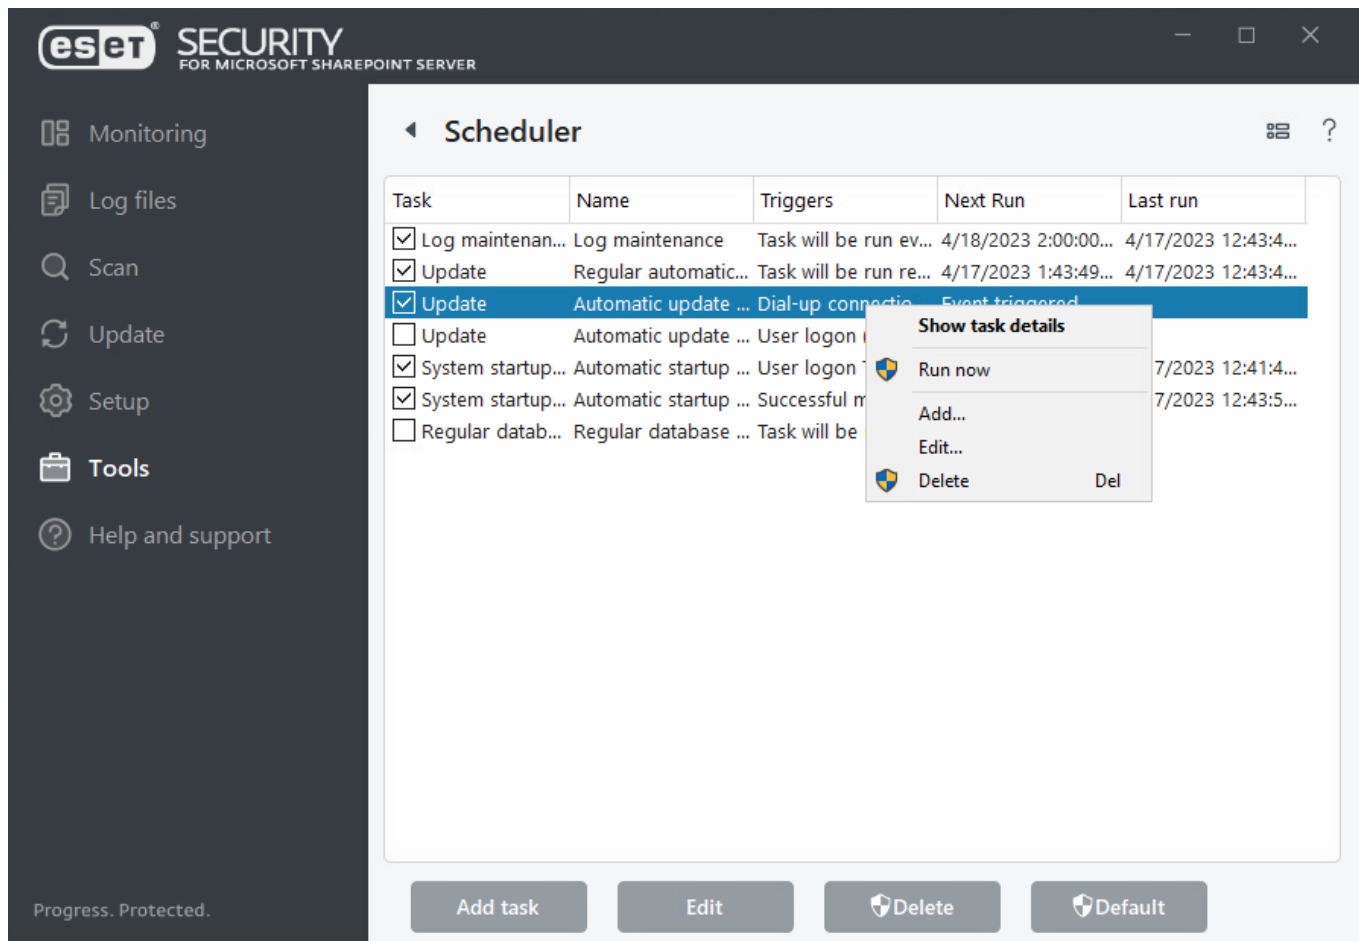 eset® SECURITY
FOR MICROSOFT SHAREPOINT SERVER
Monitoring
Log files
Scan
Update
Setup
Tools
Help and support
Progress. Protected.
Scheduler
?
Task Name Triggers Next Run Last run
Log maintenan... Log maintenance Task will be run ev... 4/18/2023 2:00:00... 4/17/2023 12:43:4...
Update Regular automatic... Task will be run re... 4/17/2023 1:43:49... 4/17/2023 12:43:4...
Update Automatic update ... Dial-up connectio... Event triggered
Update Automatic update ... User logon
System startup... Automatic startup ... User logon 7/2023 12:41:4...
System startup... Automatic startup ... Successful 7/2023 12:43:5...
Regular datab... Regular database ... Task will be
Show task details
Run now
Add...
Edit...
Delete Del
Add task Edit Delete Default